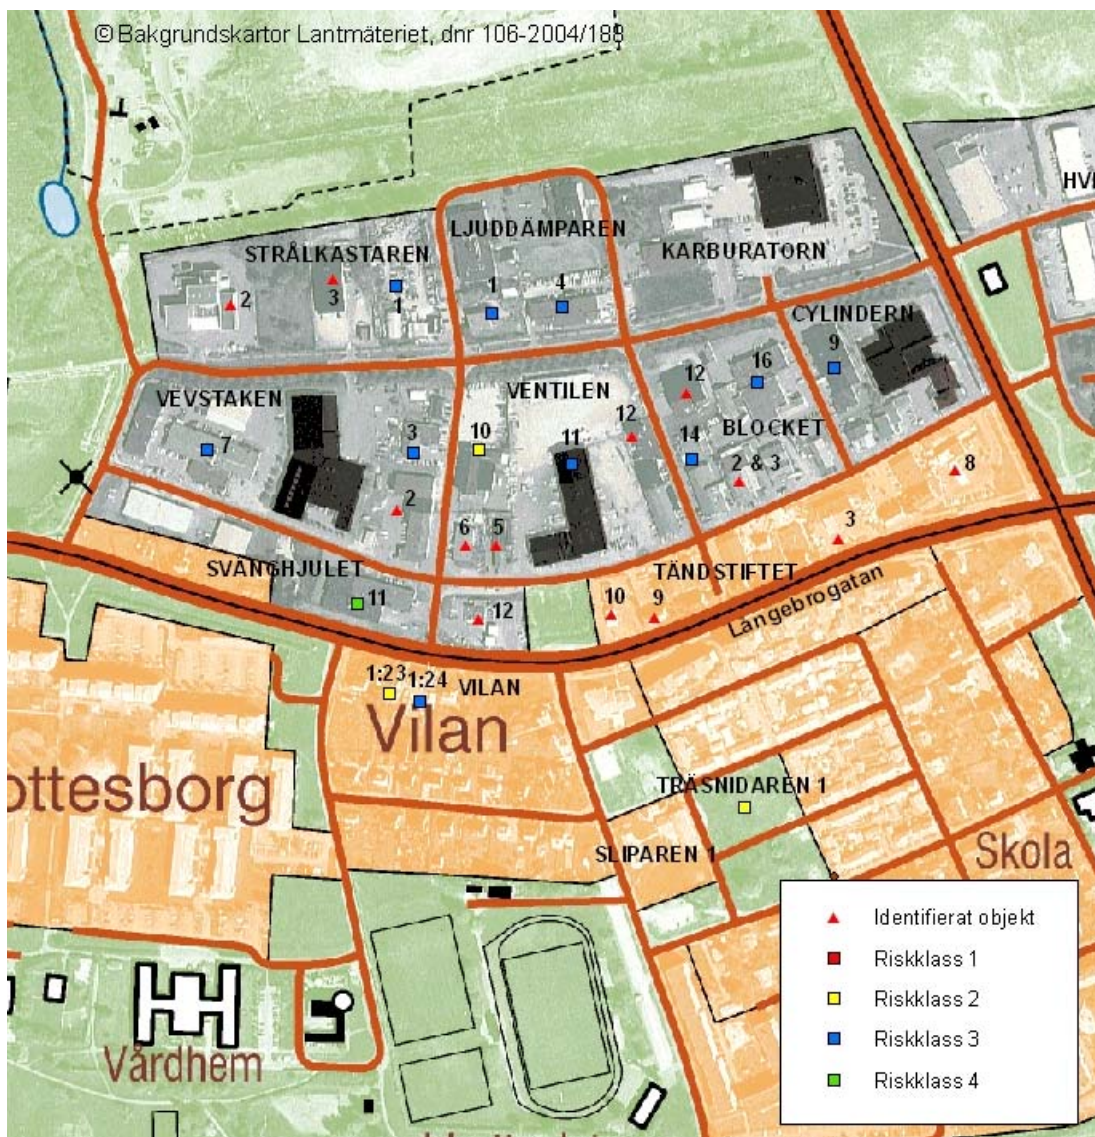 © Bakgrundskartor Lantmäteriet, dnr 106-2004/188
HV
LJUDDÄMPAREN
STRÅLKASTAREN
KARBURATORN
2
3
1
1
4
CYLINDERN
9
16
12
VEVSTAKEN
VENTILEN
12
BLOCKET
7
3
10
11
14
2 & 3
8
2
6
5
3
SVÄNGHJULET
TÄNDSTIFTET
11
12
10
9
Långebrogatan
1:23
1:24
VILAN
Vilan
ottesborg
TRÄSNIDAREN 1
SLIPAREN 1
Skola
Vårdhem
Identifierat objekt
Riskklass 1
Riskklass 2
Riskklass 3
Riskklass 4